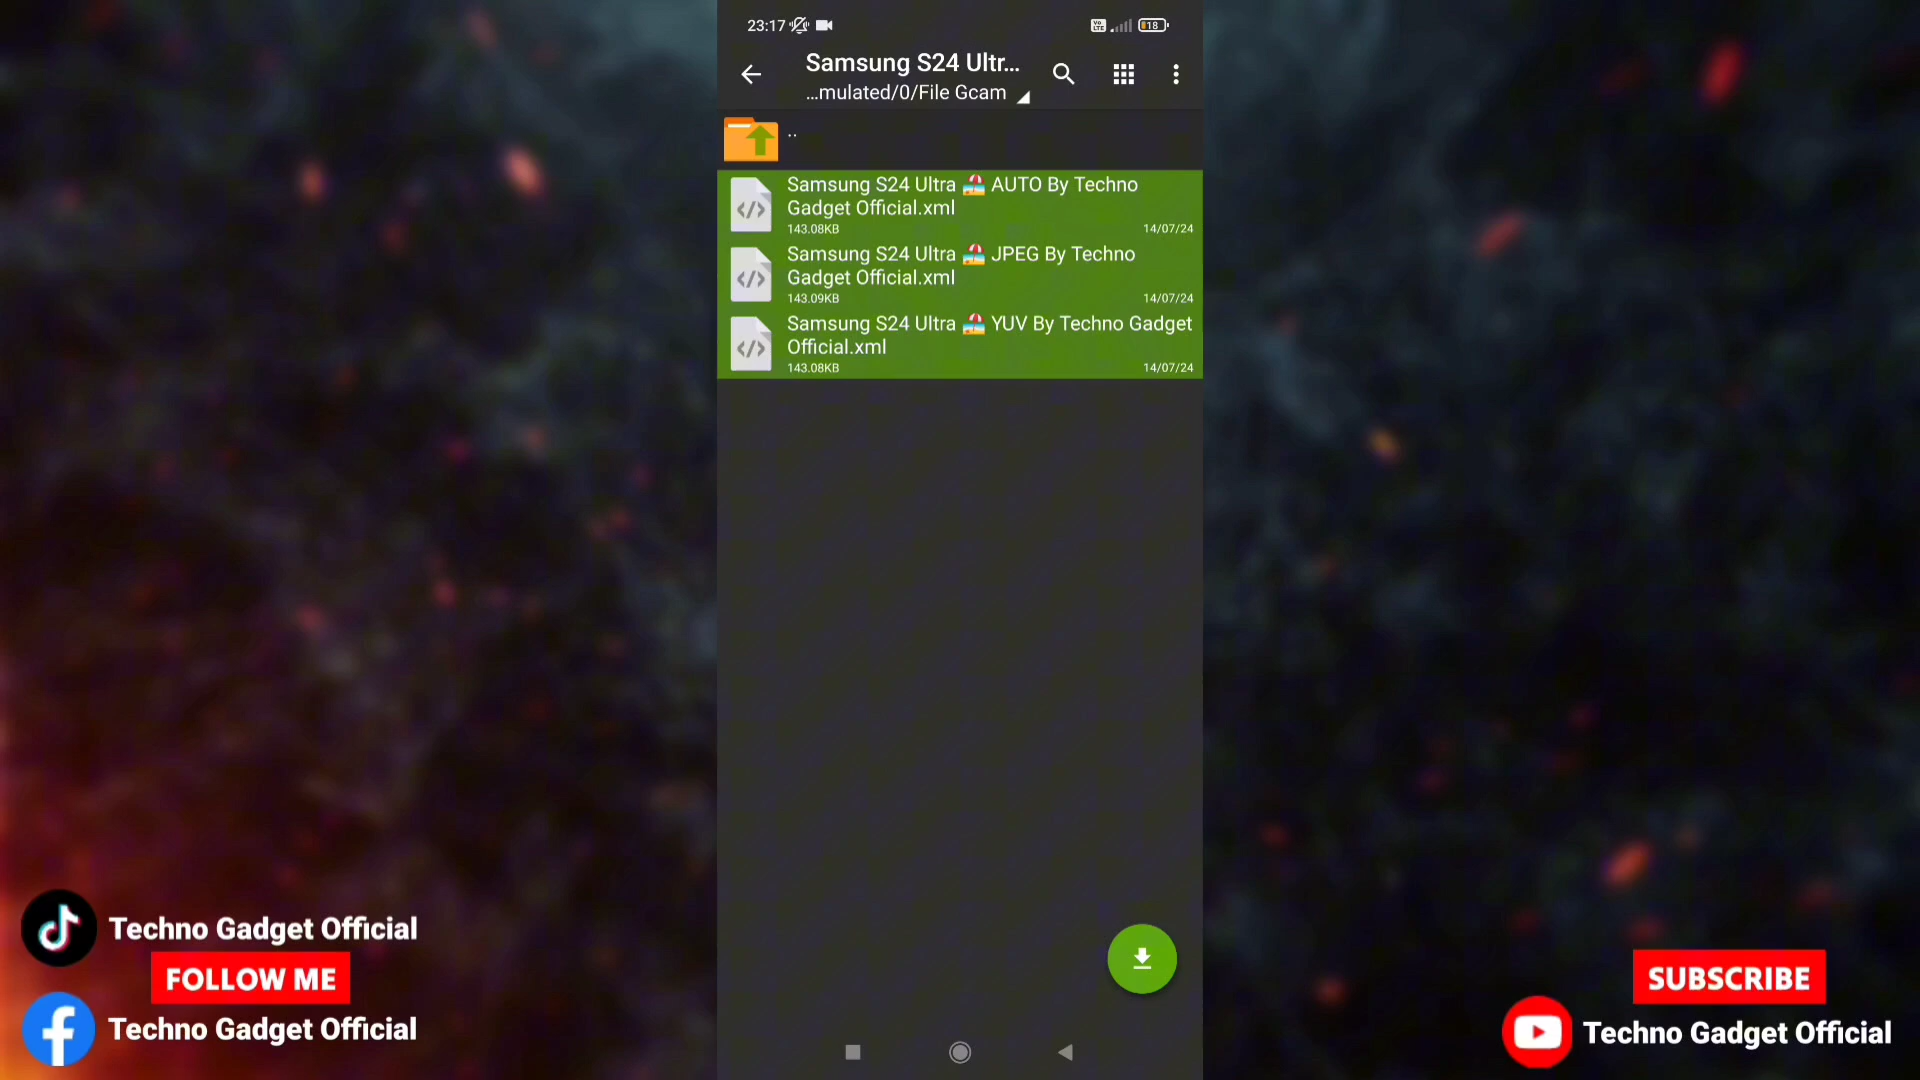 23:17
Vo LTE
18
Samsung S24 Ultr...
...mulated/0/File Gcam
..
Samsung S24 Ultra 🏖️ AUTO By Techno
Gadget Official.xml
143.08KB 14/07/24
Samsung S24 Ultra 🏖️ JPEG By Techno
Gadget Official.xml
143.09KB 14/07/24
Samsung S24 Ultra 🏖️ YUV By Techno Gadget
Official.xml
143.08KB 14/07/24
Techno Gadget Official
FOLLOW ME
Techno Gadget Official
SUBSCRIBE
Techno Gadget Official